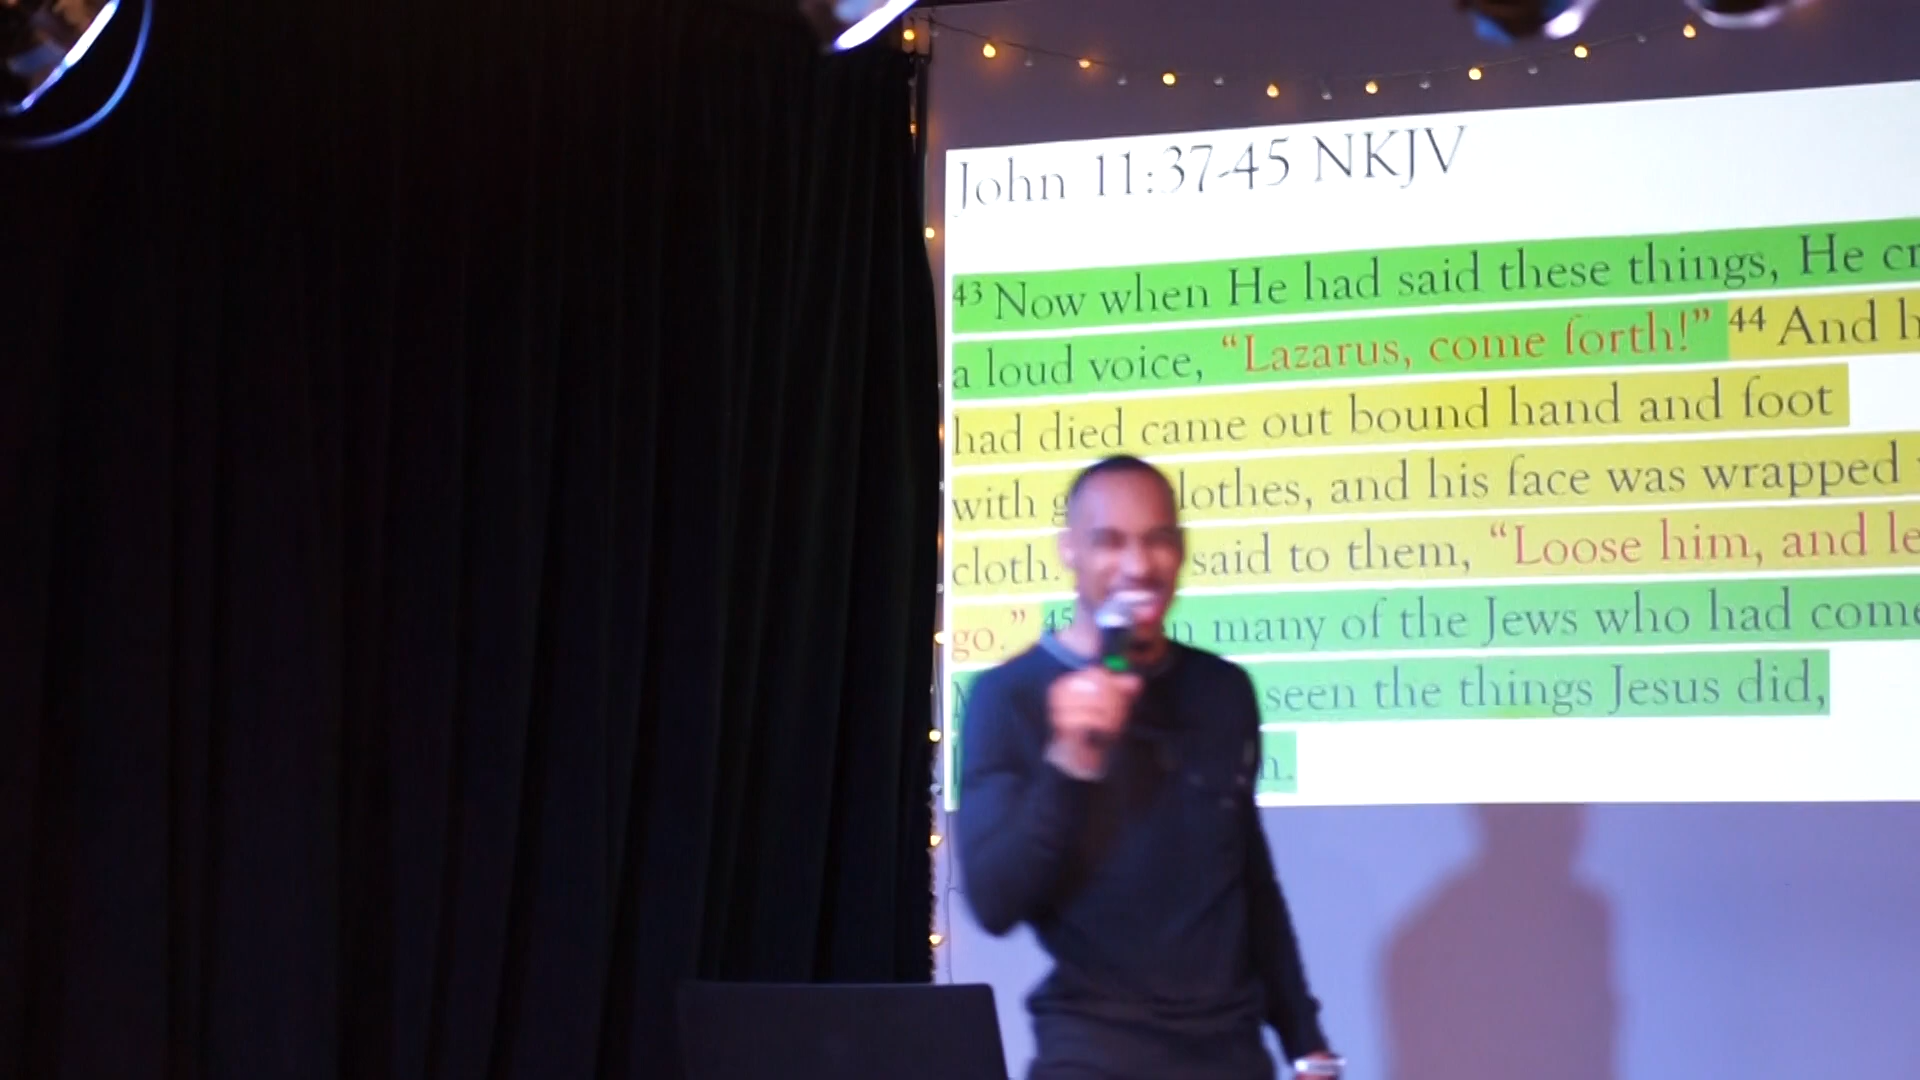 John 11:37-45 NKJV
43 Now when He had said these things, He
a loud voice, “Lazarus, come forth!” 44 And
had died came out bound hand and foot
with lothes, and his face was wrapped
cloth. said to them, “Loose him, and
go.” 45 many of the Jews who had come
seen the things Jesus did,